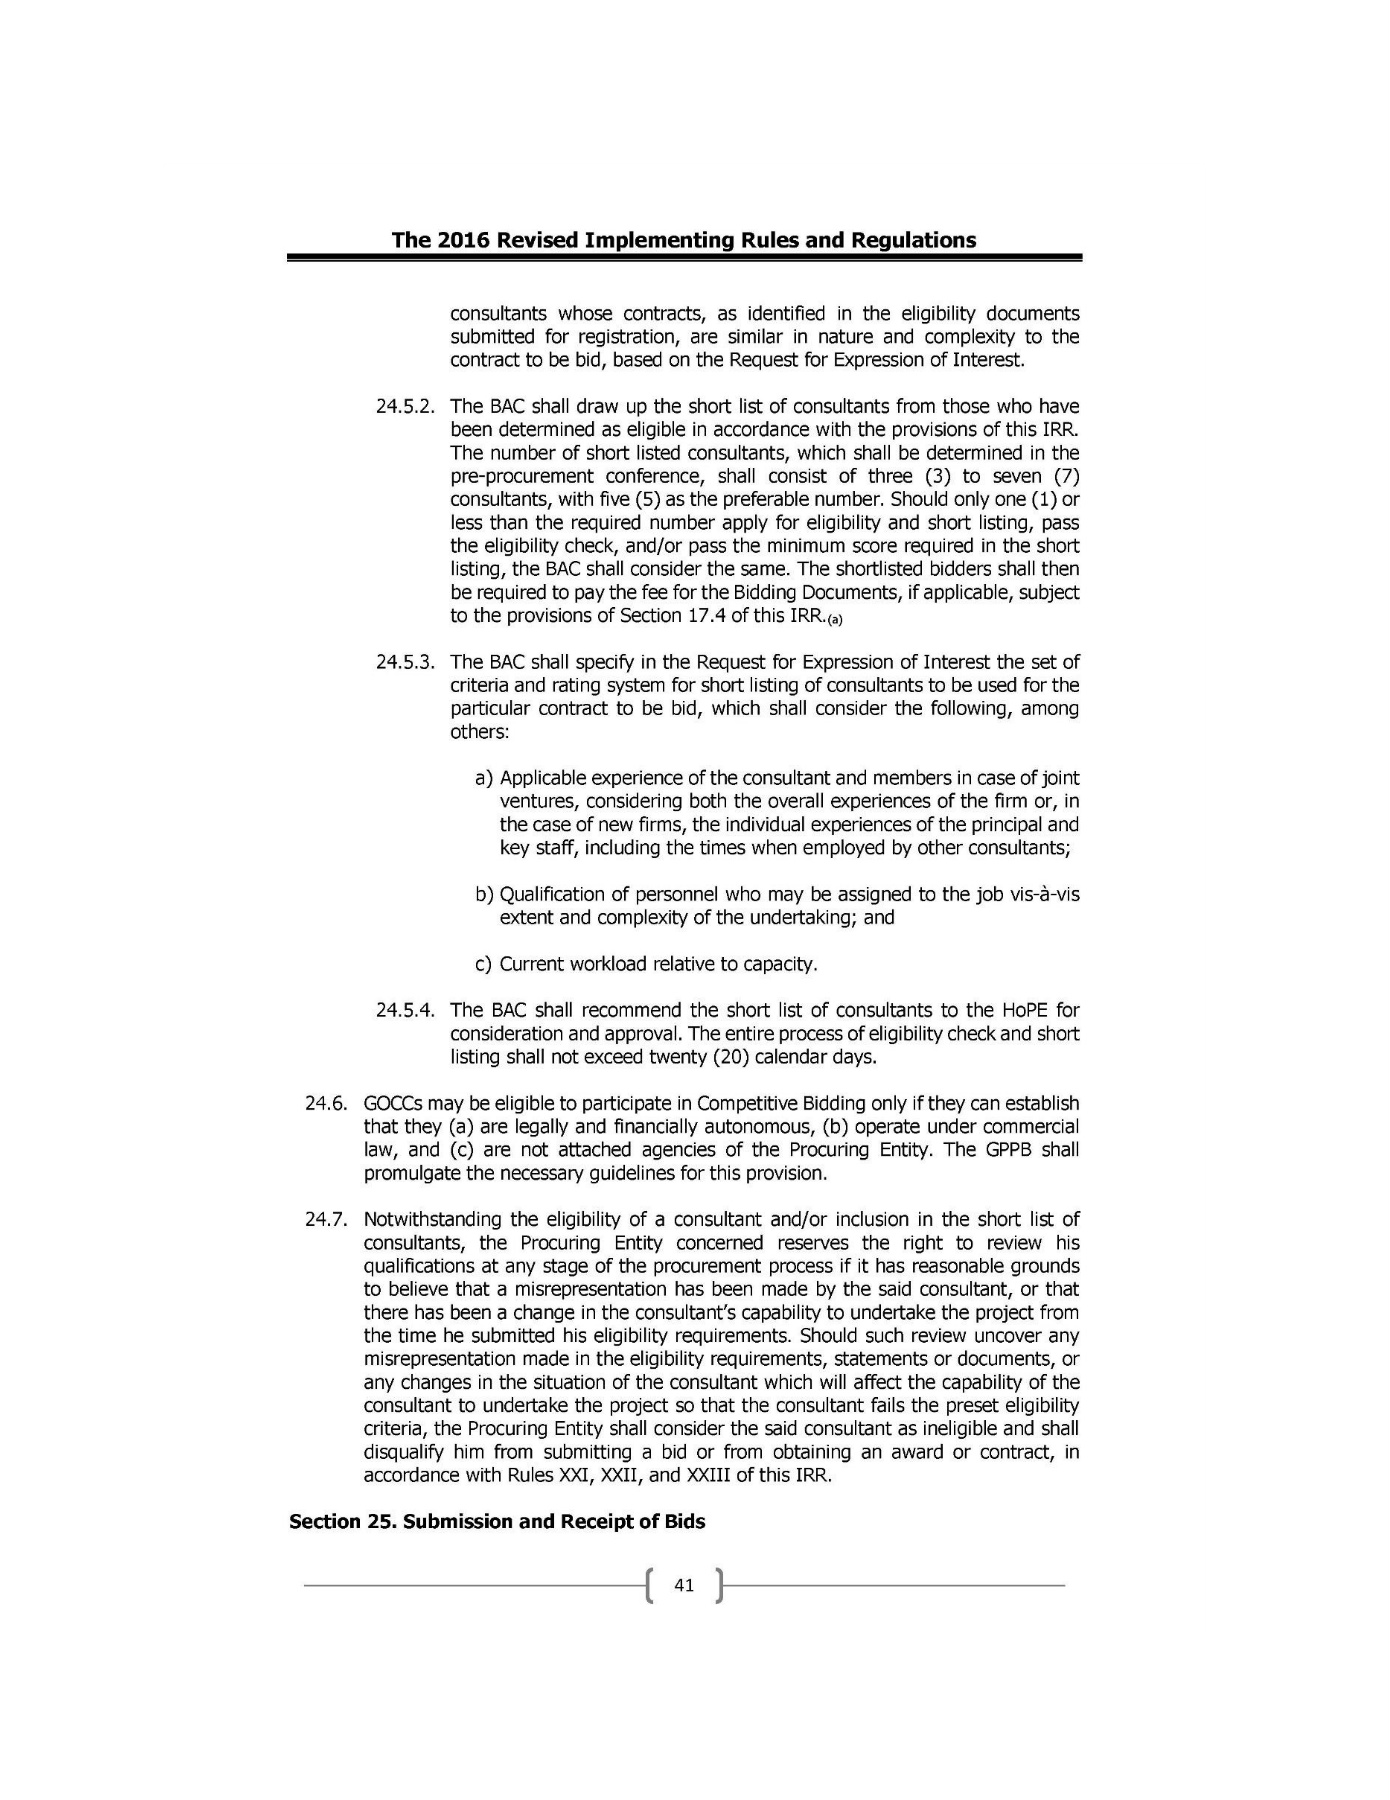 The 2016 Revised Implementing Rules and Regulations
consultants whose contracts, as identified in the eligibility documents
submitted for registration, are similar in nature and complexity to the
contract to be bid, based on the Request for Expression of Interest.
24.5.2. The BAC shall draw up the short list of consultants from those who have
been determined as eligible in accordance with the provisions of this IRR.
The number of short listed consultants, which shall be determined in the
pre-procurement conference, shall consist of three (3) to seven (7)
consultants, with five (5) as the preferable number. Should only one (1) or
less than the required number apply for eligibility and short listing, pass
the eligibility check, and/or pass the minimum score required in the short
listing, the BAC shall consider the same. The shortlisted bidders shall then
be required to pay the fee for the Bidding Documents, if applicable, subject
to the provisions of Section 17.4 of this IRR.(a)
24.5.3. The BAC shall specify in the Request for Expression of Interest the set of
criteria and rating system for short listing of consultants to be used for the
particular contract to be bid, which shall consider the following, among
others:
a) Applicable experience of the consultant and members in case of joint
ventures, considering both the overall experiences of the firm or, in
the case of new firms, the individual experiences of the principal and
key staff, including the times when employed by other consultants;
b) Qualification of personnel who may be assigned to the job vis-à-vis
extent and complexity of the undertaking; and
c) Current workload relative to capacity.
24.5.4. The BAC shall recommend the short list of consultants to the HoPE for
consideration and approval. The entire process of eligibility check and short
listing shall not exceed twenty (20) calendar days.
24.6. GOCCs may be eligible to participate in Competitive Bidding only if they can establish
that they (a) are legally and financially autonomous, (b) operate under commercial
law, and (c) are not attached agencies of the Procuring Entity. The GPPB shall
promulgate the necessary guidelines for this provision.
24.7. Notwithstanding the eligibility of a consultant and/or inclusion in the short list of
consultants, the Procuring Entity concerned reserves the right to review his
qualifications at any stage of the procurement process if it has reasonable grounds
to believe that a misrepresentation has been made by the said consultant, or that
there has been a change in the consultant's capability to undertake the project from
the time he submitted his eligibility requirements. Should such review uncover any
misrepresentation made in the eligibility requirements, statements or documents, or
any changes in the situation of the consultant which will affect the capability of the
consultant to undertake the project so that the consultant fails the preset eligibility
criteria, the Procuring Entity shall consider the said consultant as ineligible and shall
disqualify him from submitting a bid or from obtaining an award or contract, in
accordance with Rules XXI, XXII, and XXIII of this IRR.
Section 25. Submission and Receipt of Bids
41